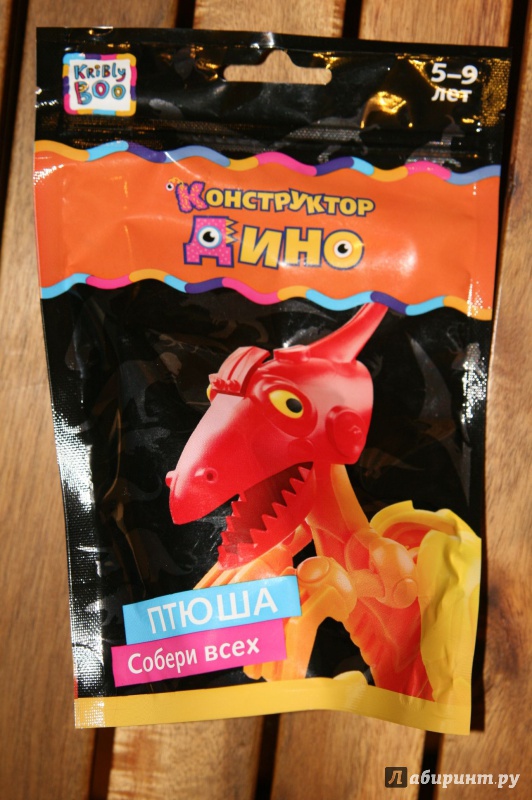 KRIBLY
BOO
5–9
лет
КОНСТРУКТОР
ДИНО
ПТЮША
Собери всех
Лабиринт.ру